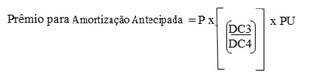 Prêmio para Amortização Antecipada = P x [(DC3/DC4)] x PU